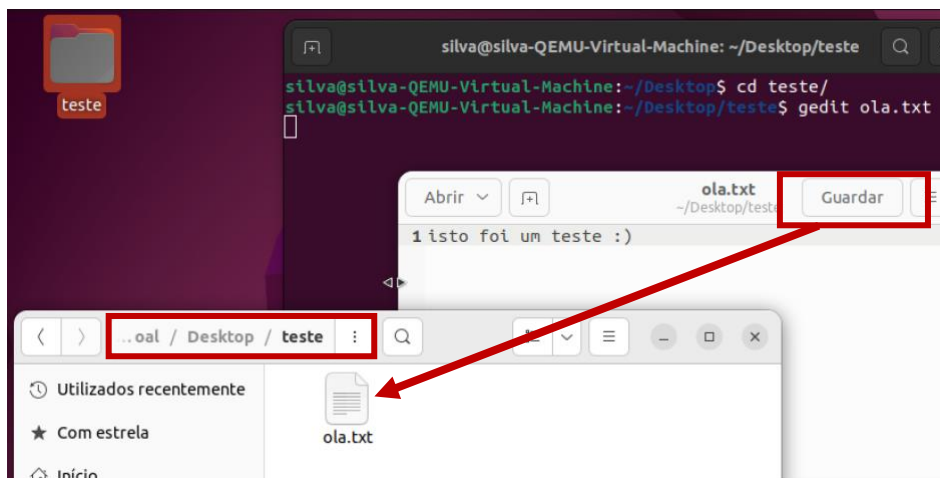 teste
silva@silva-QEMU-Virtual-Machine: ~/Desktop/teste
silva@silva-QEMU-Virtual-Machine:~/Desktop$ cd teste/
silva@silva-QEMU-Virtual-Machine:~/Desktop/teste$ gedit ola.txt
Abrir
ola.txt
~/Desktop/teste
Guardar
1 isto foi um teste :)
...oal / Desktop / teste
Utilizados recentemente
Com estrela
Início
ola.txt